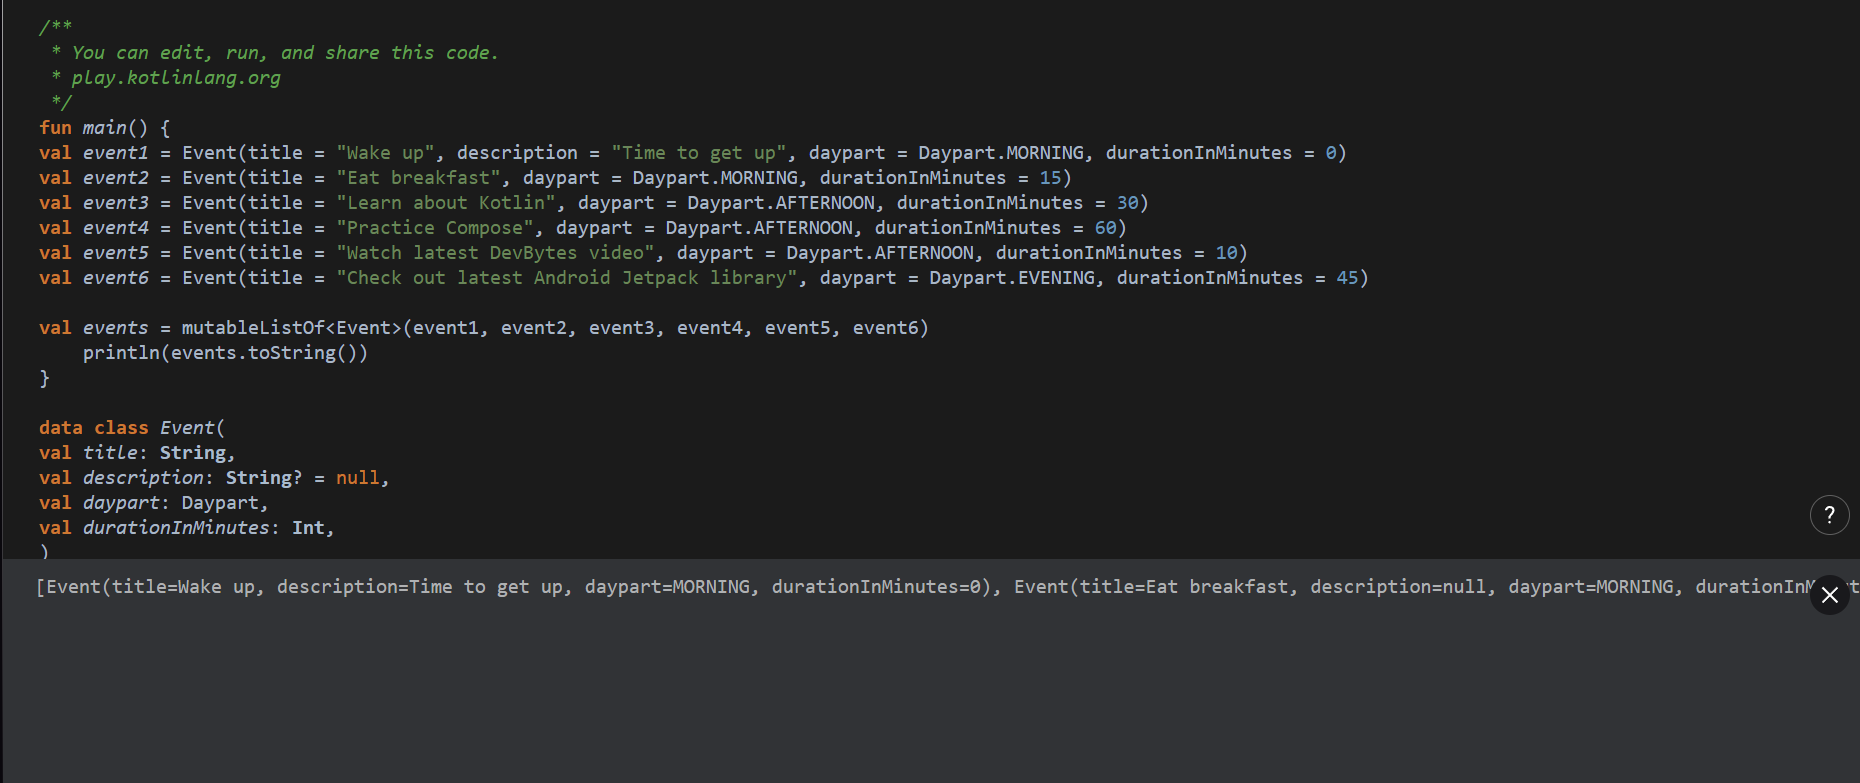 /**
 * You can edit, run, and share this code.
 * play.kotlinlang.org
 */
fun main() {
val event1 = Event(title = "Wake up", description = "Time to get up", daypart = Daypart.MORNING, durationInMinutes = 0)
val event2 = Event(title = "Eat breakfast", daypart = Daypart.MORNING, durationInMinutes = 15)
val event3 = Event(title = "Learn about Kotlin", daypart = Daypart.AFTERNOON, durationInMinutes = 30)
val event4 = Event(title = "Practice Compose", daypart = Daypart.AFTERNOON, durationInMinutes = 60)
val event5 = Event(title = "Watch latest DevBytes video", daypart = Daypart.AFTERNOON, durationInMinutes = 10)
val event6 = Event(title = "Check out latest Android Jetpack library", daypart = Daypart.EVENING, durationInMinutes = 45)

val events = mutableListOf<Event>(event1, event2, event3, event4, event5, event6)
    println(events.toString())
}

data class Event(
val title: String,
val description: String? = null,
val daypart: Daypart,
val durationInMinutes: Int,
)
?
[Event(title=Wake up, description=Time to get up, daypart=MORNING, durationInMinutes=0), Event(title=Eat breakfast, description=null, daypart=MORNING,